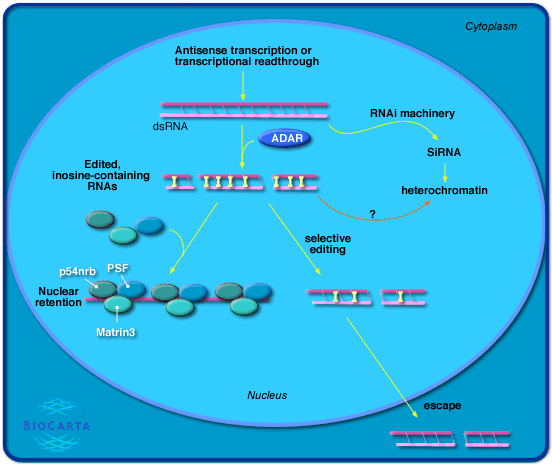 Cytoplasm
Antisense transcription or
transcriptional readthrough
RNAi machinery
dsRNA
ADAR
SiRNA
Edited,
inosine-containing
RNAs
heterochromatin
?
selective
editing
p54nrb
PSF
Nuclear
retention
Matrin3
Nucleus
escape
BIOCARTA